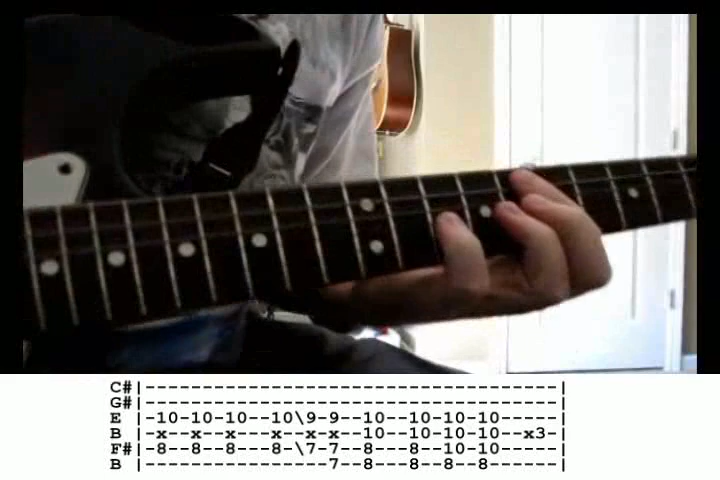 C#|------------------------------------|
G#|------------------------------------|
E |-10-10-10--10\9-9--10--10-10-10-----|
B |-x--x--x---x--x-x--10--10-10-10--x3-|
F#|-8--8--8---8-\7-7--8---8--10-10-----|
B |----------------7--8---8--8--8------|